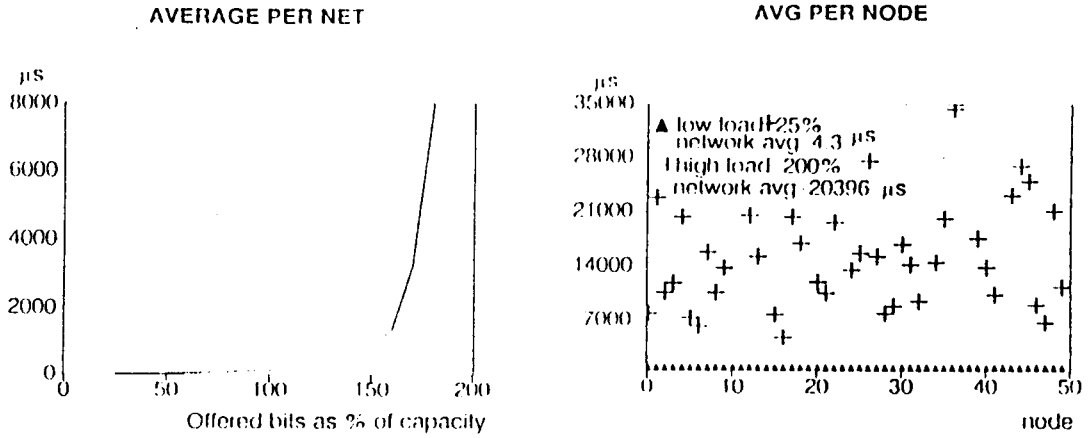 AVERAGE PER NET
µs
8000
6000
4000
2000
0
0 50 100 150 200
Offered bits as % of capacity
AVG PER NODE
µs
35000
28000
21000
14000
7000
▲ low load 25%
network avg 4.3 µs
+ high load 200%
network avg 20396 µs
0 10 20 30 40 50
node